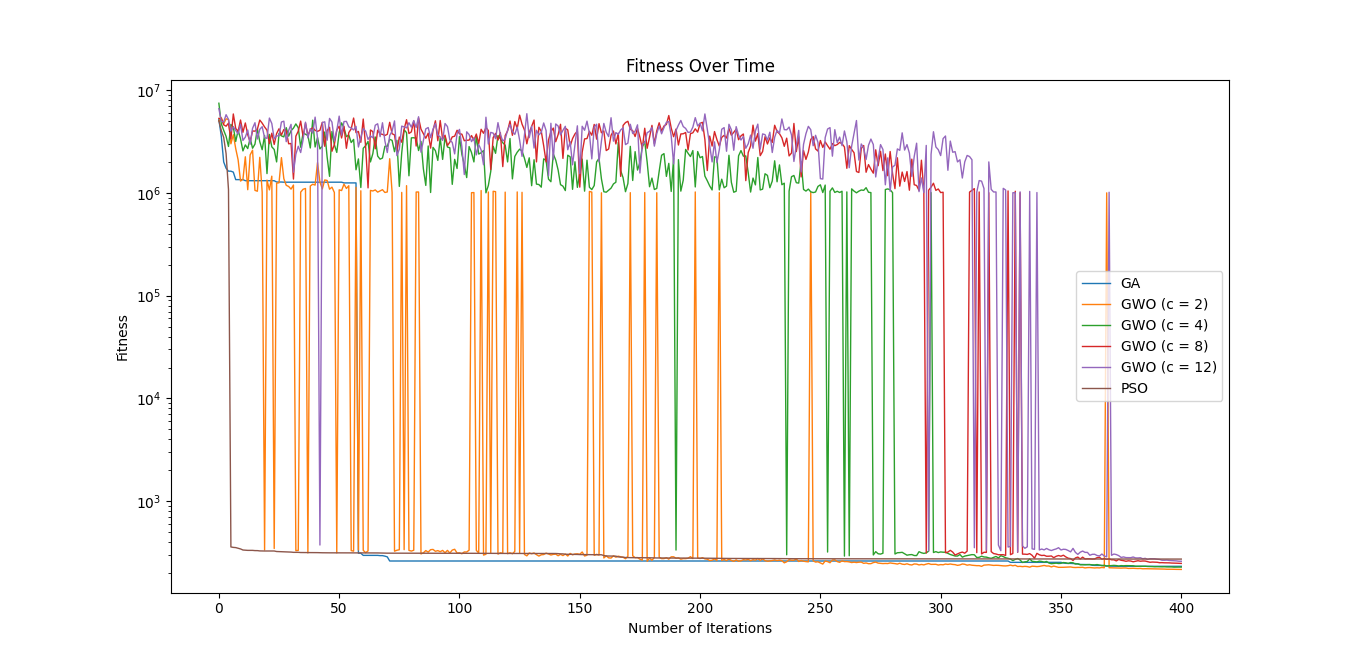 Fitness Over Time
Fitness
10^7
10^6
10^5
10^4
10^3
GA
GWO (c = 2)
GWO (c = 4)
GWO (c = 8)
GWO (c = 12)
PSO
0 50 100 150 200 250 300 350 400
Number of Iterations